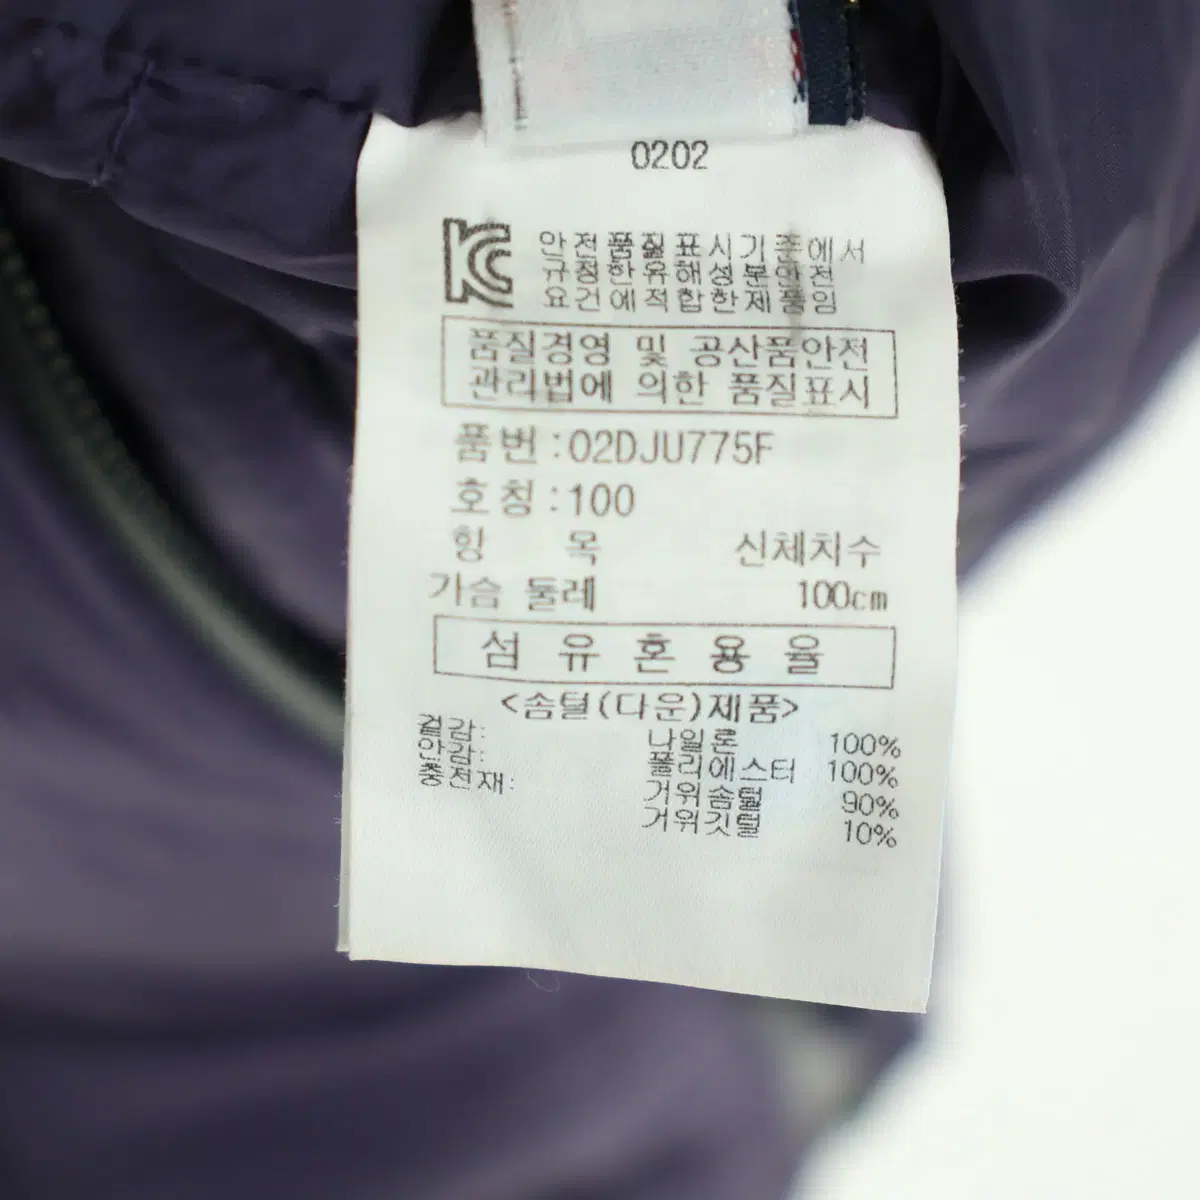 0202
안전품질표시기준에서
규정한유해성분안전
요건에적합한제품임
품질경영 및 공산품안전
관리법에 의한 품질표시
품번:02DJU775F
호칭:100
항 목 신체치수
가슴 둘레 100cm
섬유혼용율
<솜털(다운)제품>
겉감: 나일론 100%
안감: 폴리에스터 100%
충전재: 거위솜털 90%
거위깃털 10%